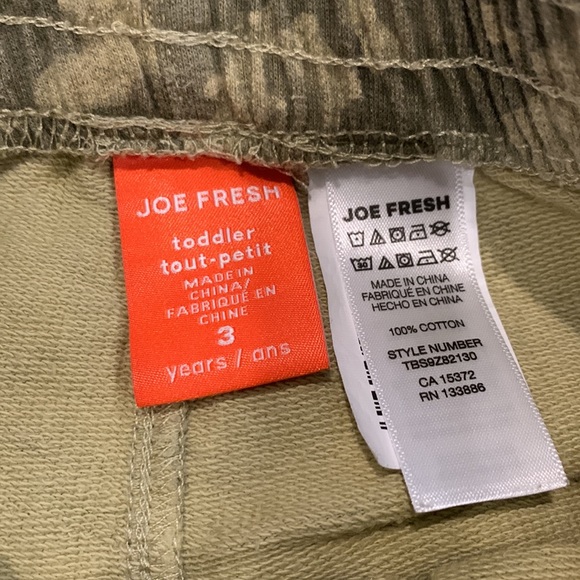 JOE FRESH
toddler
tout-petit
MADE IN
CHINA/
FABRIQUÉ EN
CHINE
3
years / ans
JOE FRESH
30
MADE IN CHINA
FABRIQUÉ EN CHINE
HECHO EN CHINA
100% COTTON
STYLE NUMBER
TBS9Z82130
CA 15372
RN 133886